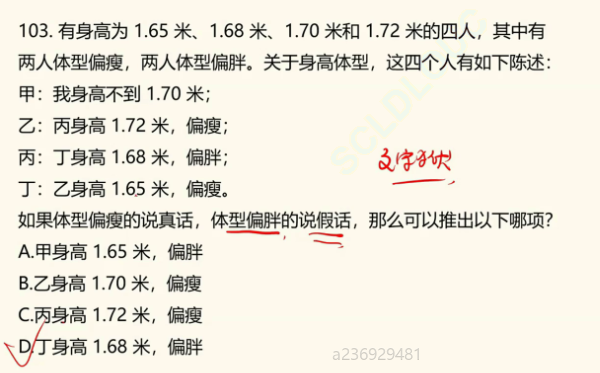 103. 有身高为 1.65 米、1.68 米、1.70 米和 1.72 米的四人，其中有
两人体型偏瘦，两人体型偏胖。关于身高体型，这四个人有如下陈述：
甲：我身高不到 1.70 米；
乙：丙身高 1.72 米，偏瘦；
丙：丁身高 1.68 米，偏胖；
文字
丁：乙身高 1.65 米，偏瘦。
如果体型偏瘦的说真话，体型偏胖的说假话，那么可以推出以下哪项？
A.甲身高 1.65 米，偏胖
B.乙身高 1.70 米，偏瘦
C.丙身高 1.72 米，偏瘦
D.丁身高 1.68 米，偏胖
a236929481